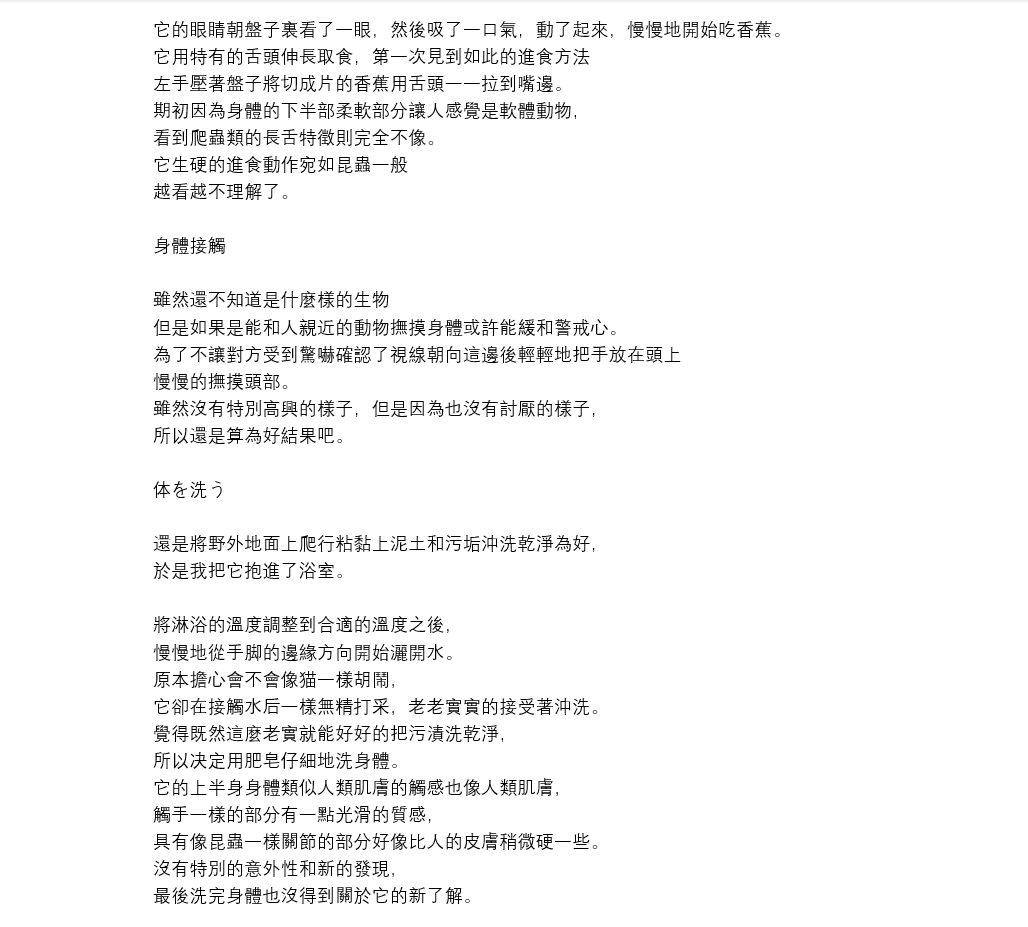 它的眼睛朝盤子裏看了一眼，然後吸了一口氣，動了起來，慢慢地開始吃香蕉。
它用特有的舌頭伸長取食，第一次見到如此的進食方法
左手壓著盤子將切成片的香蕉用舌頭一一拉到嘴邊。
期初因為身體的下半部柔軟部分讓人感覺是軟體動物，
看到爬蟲類的長舌特徵則完全不像。
它生硬的進食動作宛如昆蟲一般
越看越不理解了。
身體接觸
雖然還不知道是什麼樣的生物
但是如果是能和人親近的動物撫摸身體或許能緩和警戒心。
為了不讓對方受到驚嚇確認了視線朝向這邊後輕輕地把手放在頭上
慢慢的撫摸頭部。
雖然沒有特別高興的樣子，但是因為也沒有討厭的樣子，
所以還是算為好結果吧。
体を洗う
還是將野外地面上爬行粘黏上泥土和污垢沖洗乾淨為好，
於是我把它抱進了浴室。
將淋浴的溫度調整到合適的溫度之後，
慢慢地從手脚的邊緣方向開始灑開水。
原本擔心會不會像猫一樣胡鬧，
它卻在接觸水后一樣無精打采，老老實實的接受著沖洗。
覺得既然這麼老實就能好好的把污漬洗乾淨，
所以决定用肥皂仔細地洗身體。
它的上半身身體類似人類肌膚的觸感也像人類肌膚，
觸手一樣的部分有一點光滑的質感，
具有像昆蟲一樣關節的部分好像比人的皮膚稍微硬一些。
沒有特別的意外性和新的發現，
最後洗完身體也沒得到關於它的新了解。